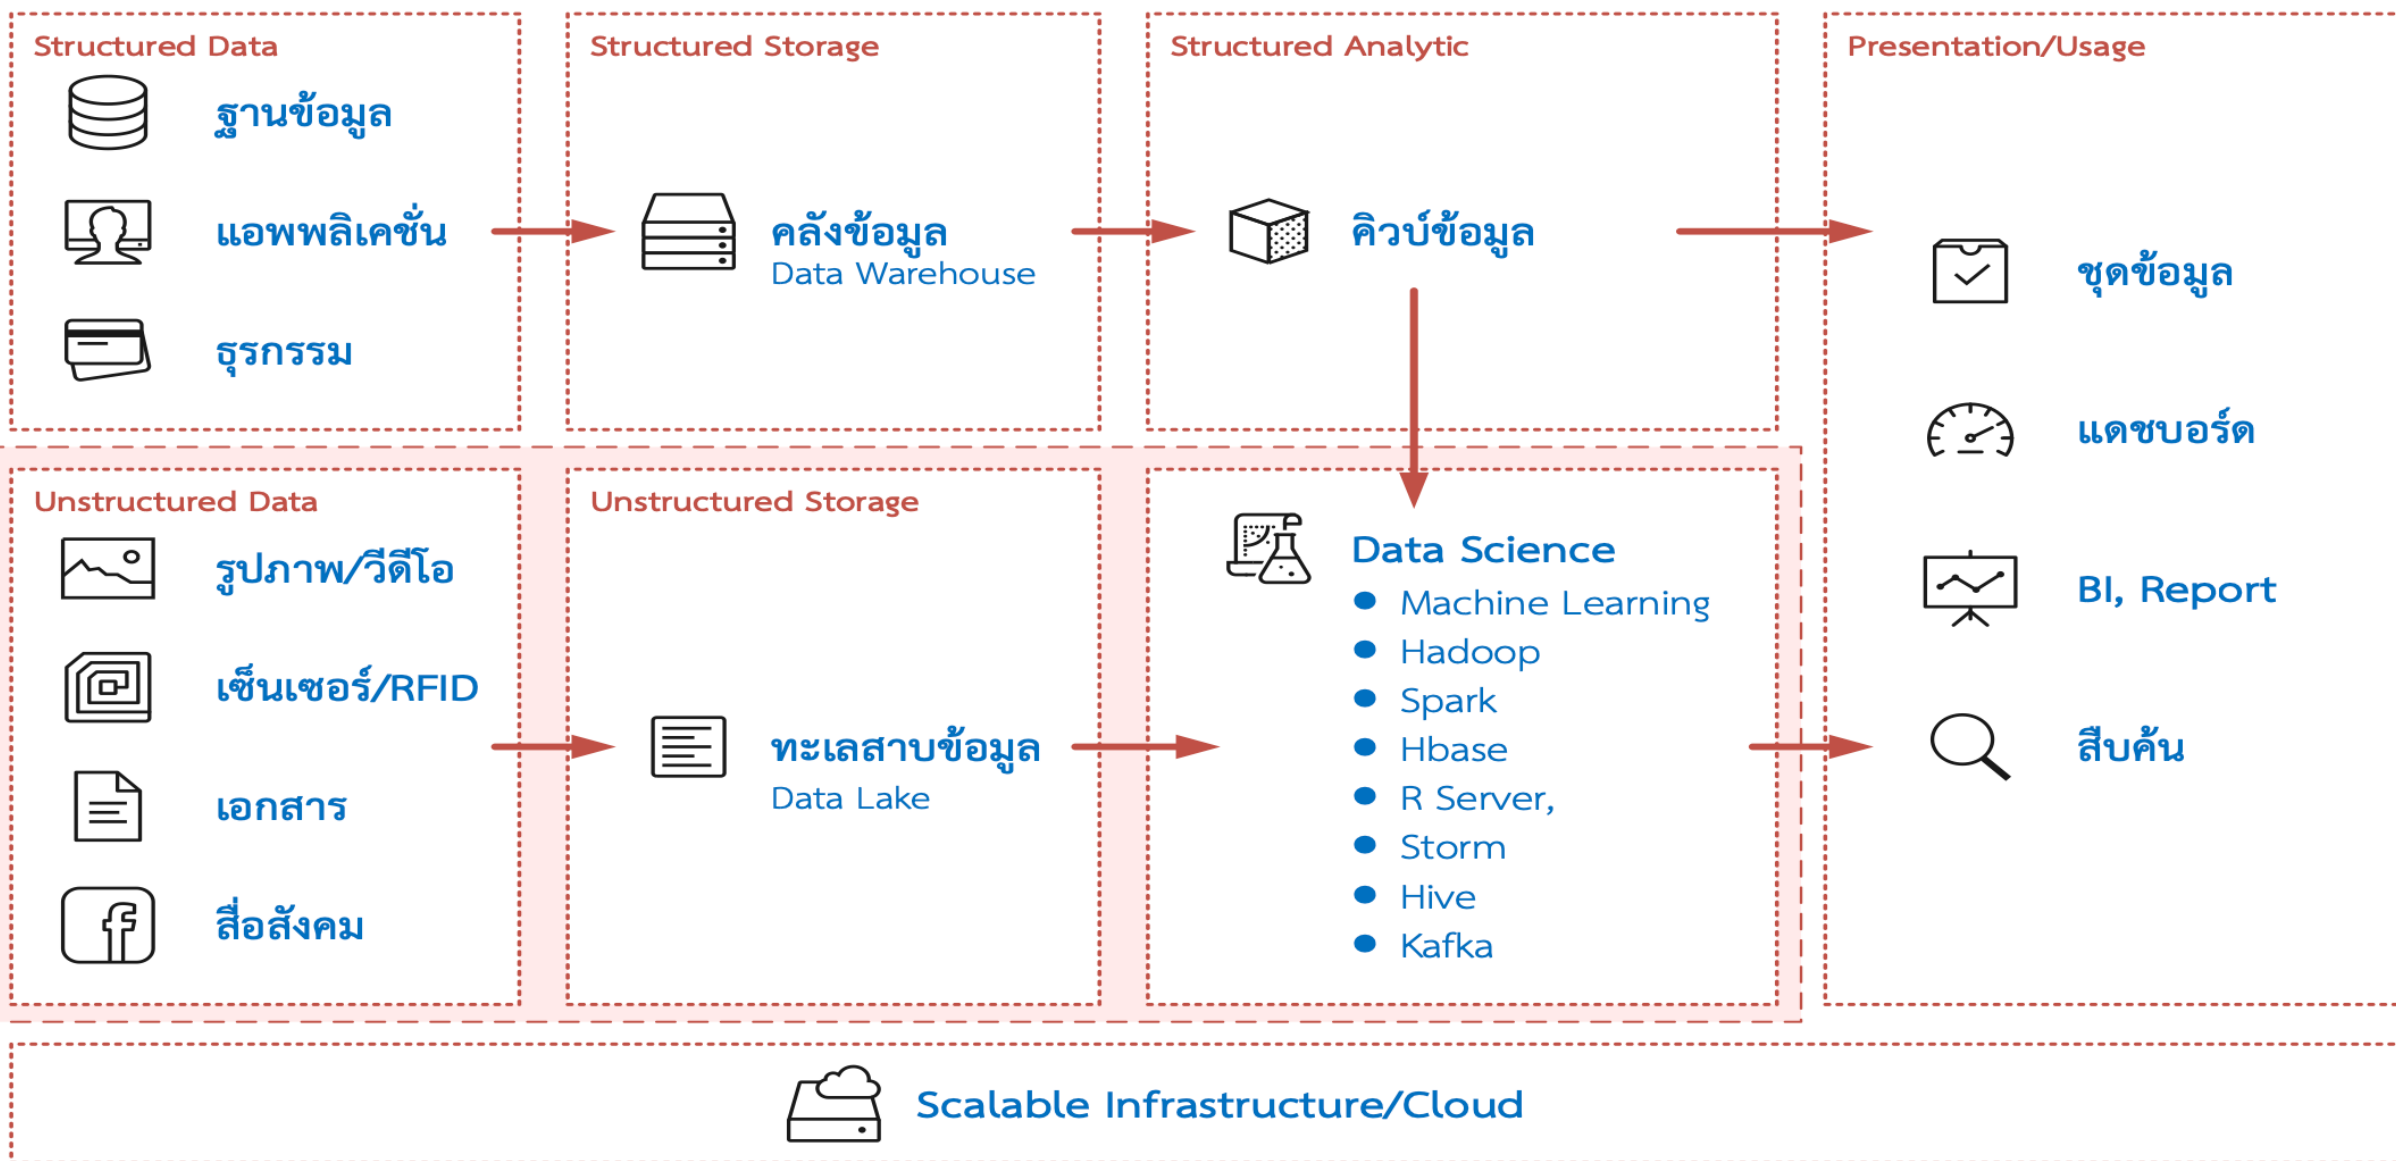 Structured Data
ฐานข้อมูล
แอพพลิเคชั่น
ธุรกรรม
Structured Storage
คลังข้อมูล
Data Warehouse
Structured Analytic
คิวบ์ข้อมูล
Presentation/Usage
ชุดข้อมูล
แดชบอร์ด
BI, Report
สืบค้น
Unstructured Data
รูปภาพ/วีดีโอ
เซ็นเซอร์/RFID
เอกสาร
สื่อสังคม
Unstructured Storage
ทะเลสาบข้อมูล
Data Lake
Data Science
● Machine Learning
● Hadoop
● Spark
● Hbase
● R Server,
● Storm
● Hive
● Kafka
Scalable Infrastructure/Cloud